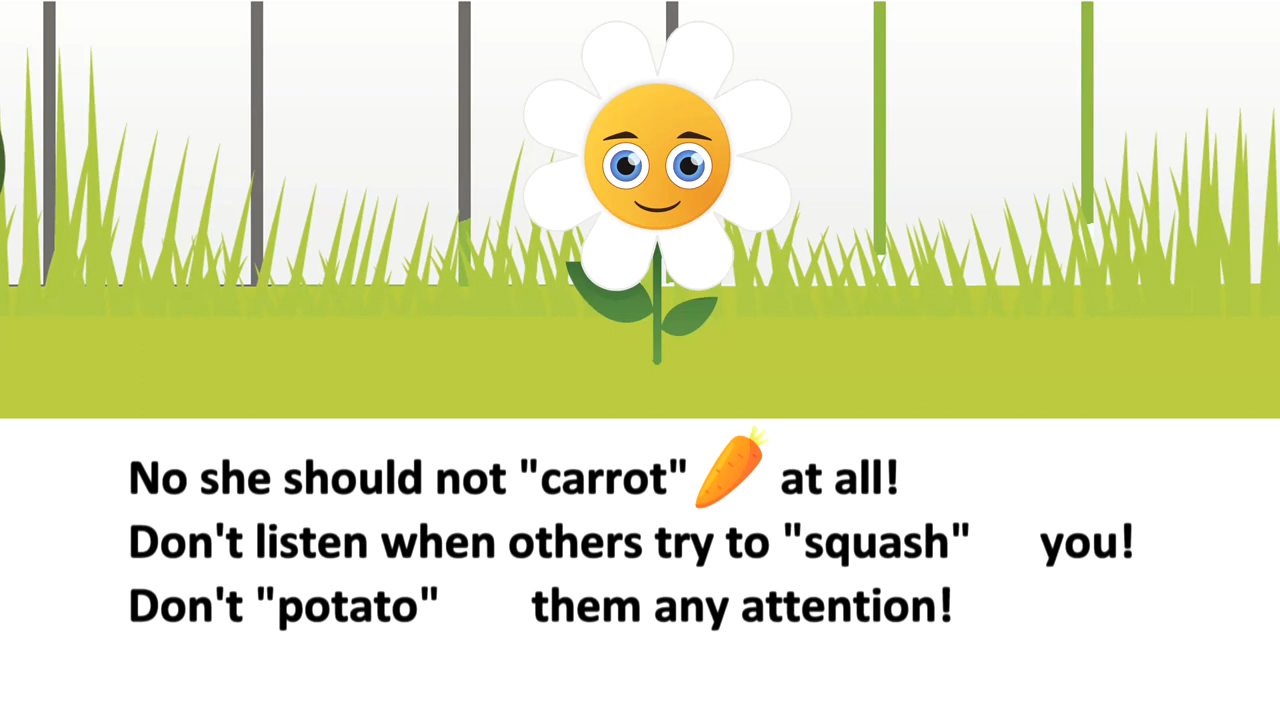 No she should not "carrot" at all!
Don't listen when others try to "squash" you!
Don't "potato" them any attention!